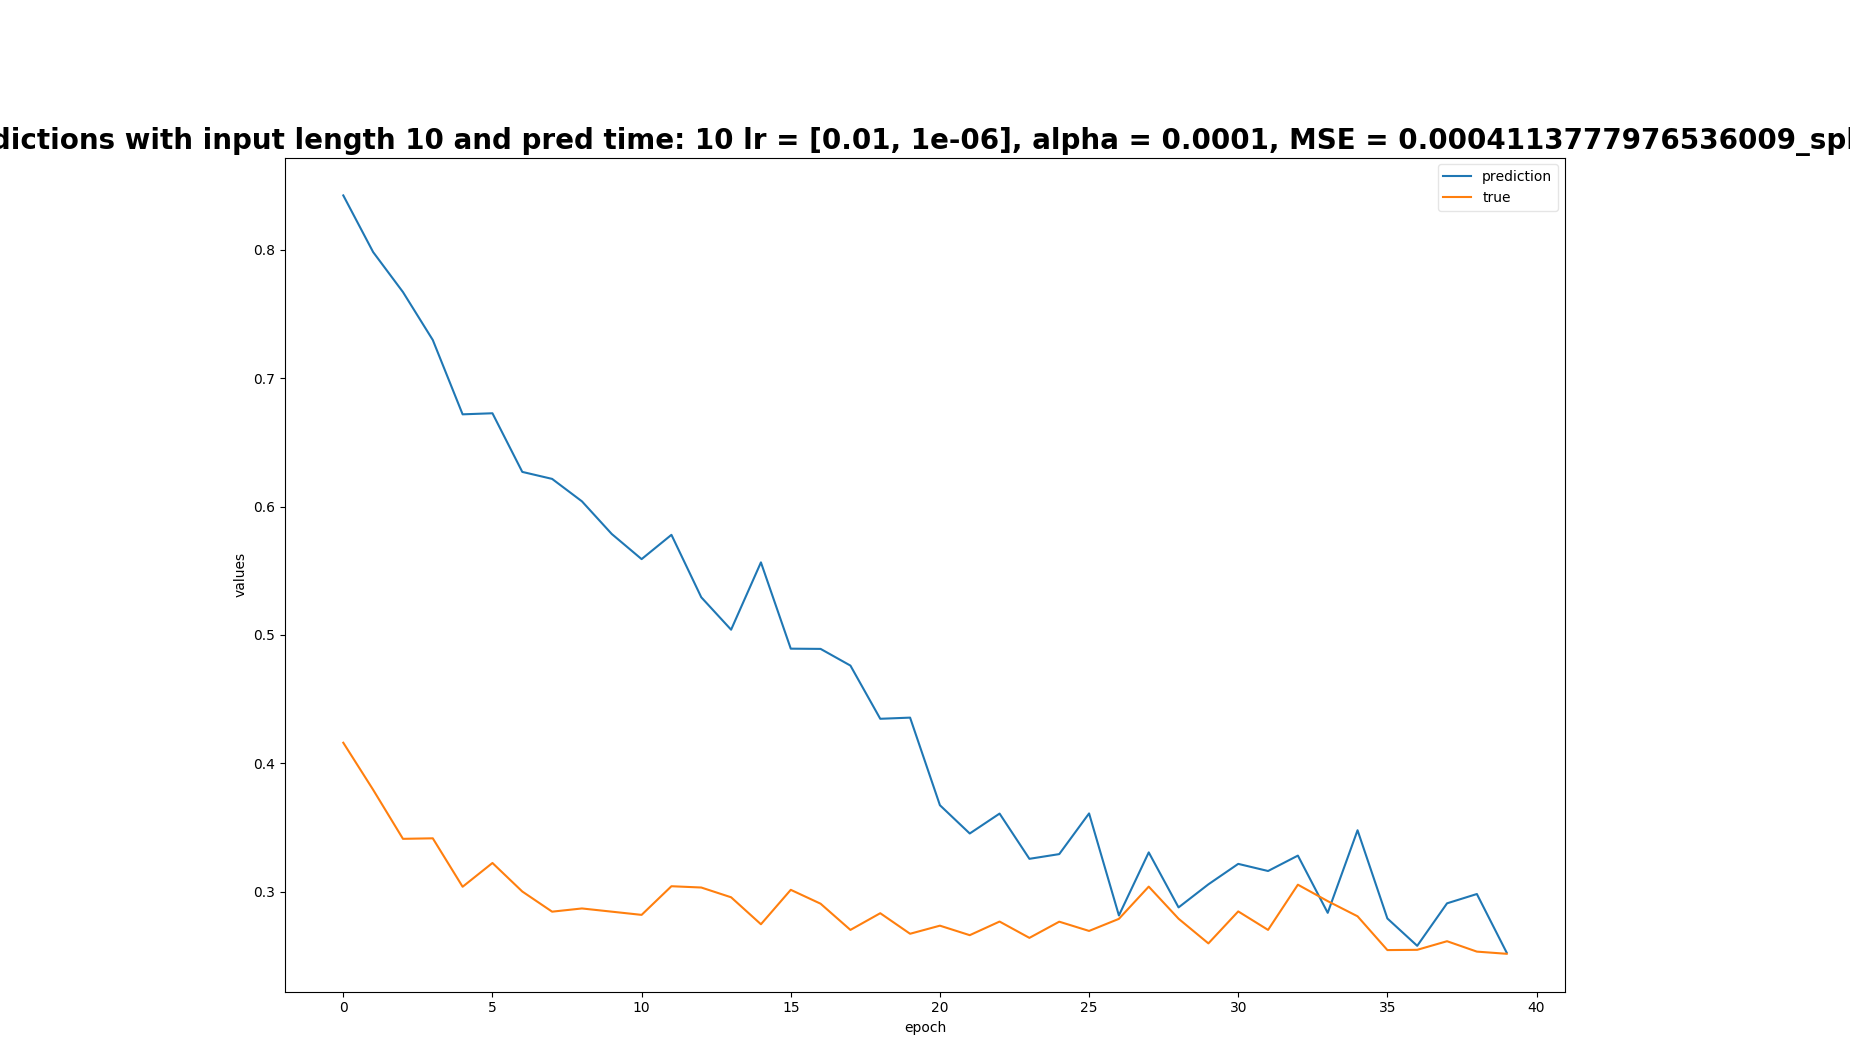 dictions with input length 10 and pred time: 10 lr = [0.01, 1e-06], alpha = 0.0001, MSE = 0.0004113777976536009_spl
prediction
true
0.8
0.7
0.6
0.5
0.4
0.3
values
0 5 10 15 20 25 30 35 40
epoch